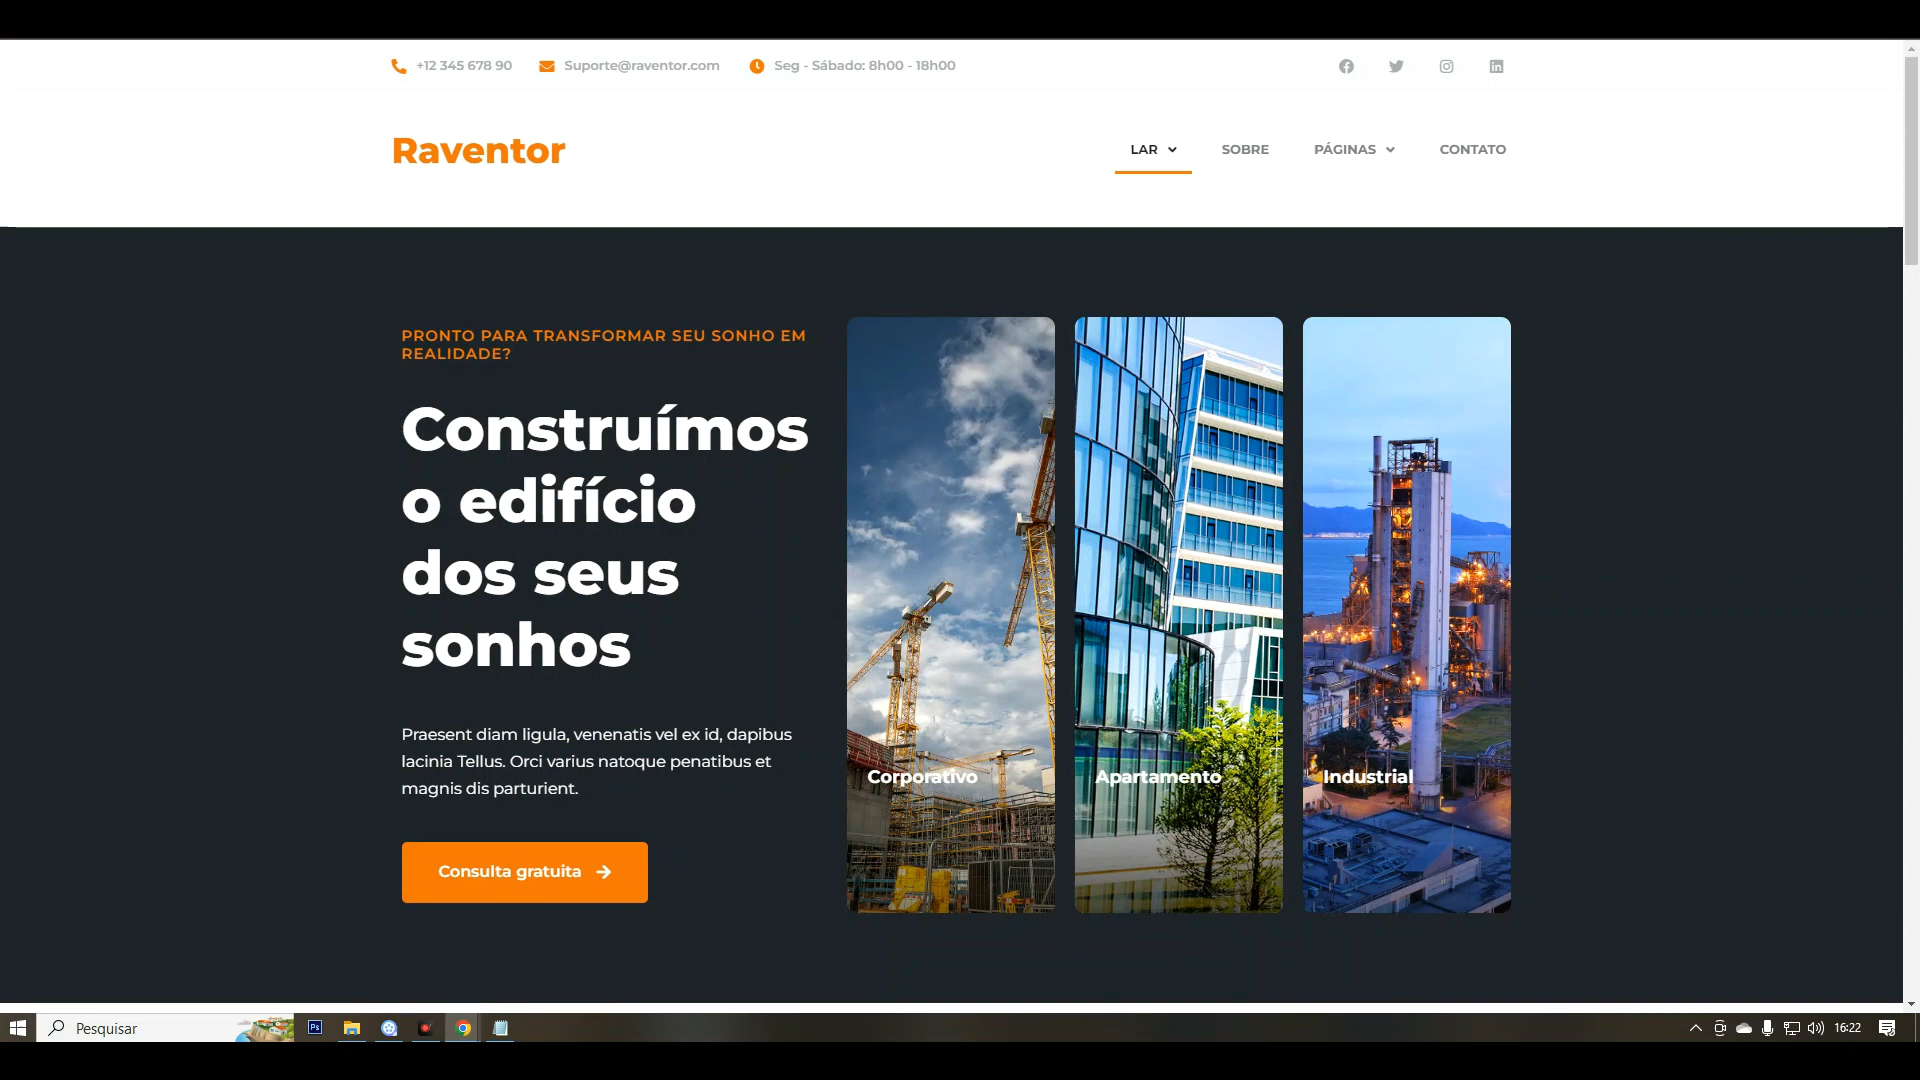 +12 345 678 90
Suporte@raventor.com
Seg - Sábado: 8h00 - 18h00
Raventor
LAR
SOBRE
PÁGINAS
CONTATO
PRONTO PARA TRANSFORMAR SEU SONHO EM
REALIDADE?
Construímos
o edifício
dos seus
sonhos
Praesent diam ligula, venenatis vel ex id, dapibus
lacinia Tellus. Orci varius natoque penatibus et
magnis dis parturient.
Consulta gratuita
Corporativo
Apartamento
Industrial
Pesquisar
Ps
16:22